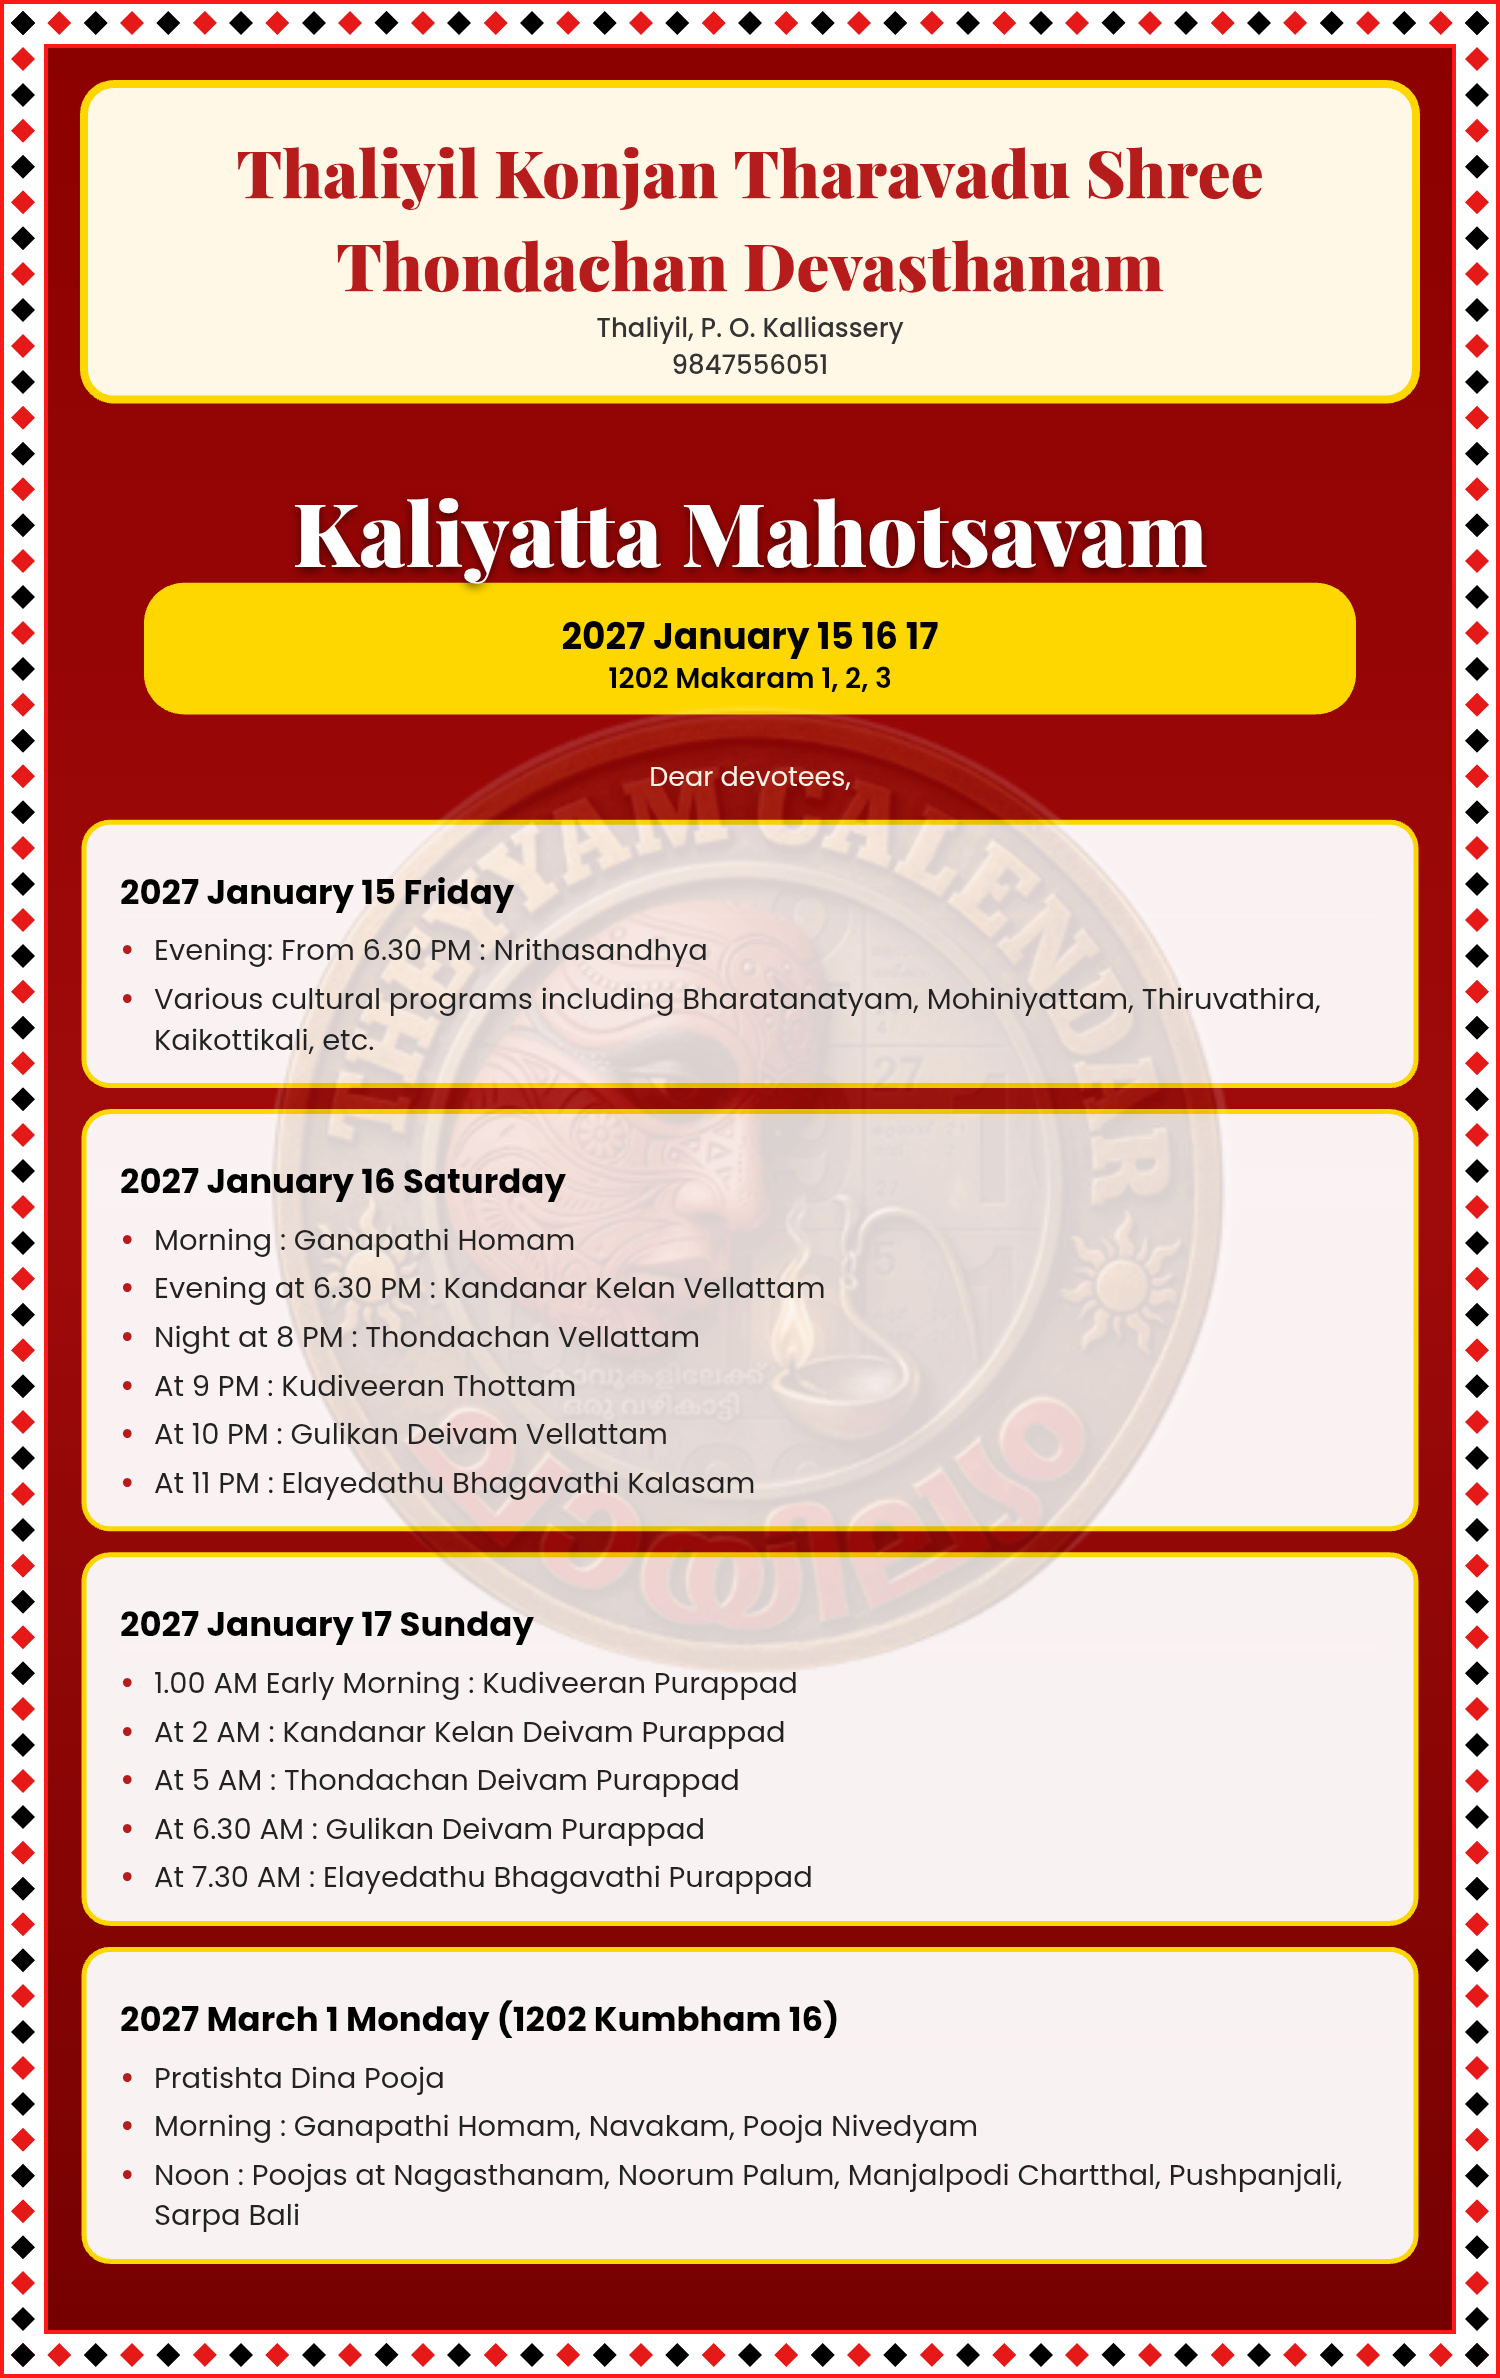 Thaliyil Konjan Tharavadu Shree
Thondachan Devasthanam
Thaliyil, P. O. Kalliassery
9847556051
Kaliyatta Mahotsavam
2027 January 15 16 17
1202 Makaram 1, 2, 3
Dear devotees,
THEYYAM CALENDAR
2027 January 15 Friday
• Evening: From 6.30 PM : Nrithasandhya
• Various cultural programs including Bharatanatyam, Mohiniyattam, Thiruvathira,
Kaikottikali, etc.
27
2027 January 16 Saturday
• Morning : Ganapathi Homam
• Evening at 6.30 PM : Kandanar Kelan Vellattam
• Night at 8 PM : Thondachan Vellattam
• At 9 PM : Kudiveeran Thottam
• At 10 PM : Gulikan Deivam Vellattam
• At 11 PM : Elayedathu Bhagavathi Kalasam
5
കാവുകളിലേക്ക്
ഒരു വഴികാട്ടി
2027 January 17 Sunday
• 1.00 AM Early Morning : Kudiveeran Purappad
• At 2 AM : Kandanar Kelan Deivam Purappad
• At 5 AM : Thondachan Deivam Purappad
• At 6.30 AM : Gulikan Deivam Purappad
• At 7.30 AM : Elayedathu Bhagavathi Purappad
2027 March 1 Monday (1202 Kumbham 16)
• Pratishta Dina Pooja
• Morning : Ganapathi Homam, Navakam, Pooja Nivedyam
• Noon : Poojas at Nagasthanam, Noorum Palum, Manjalpodi Chartthal, Pushpanjali,
Sarpa Bali